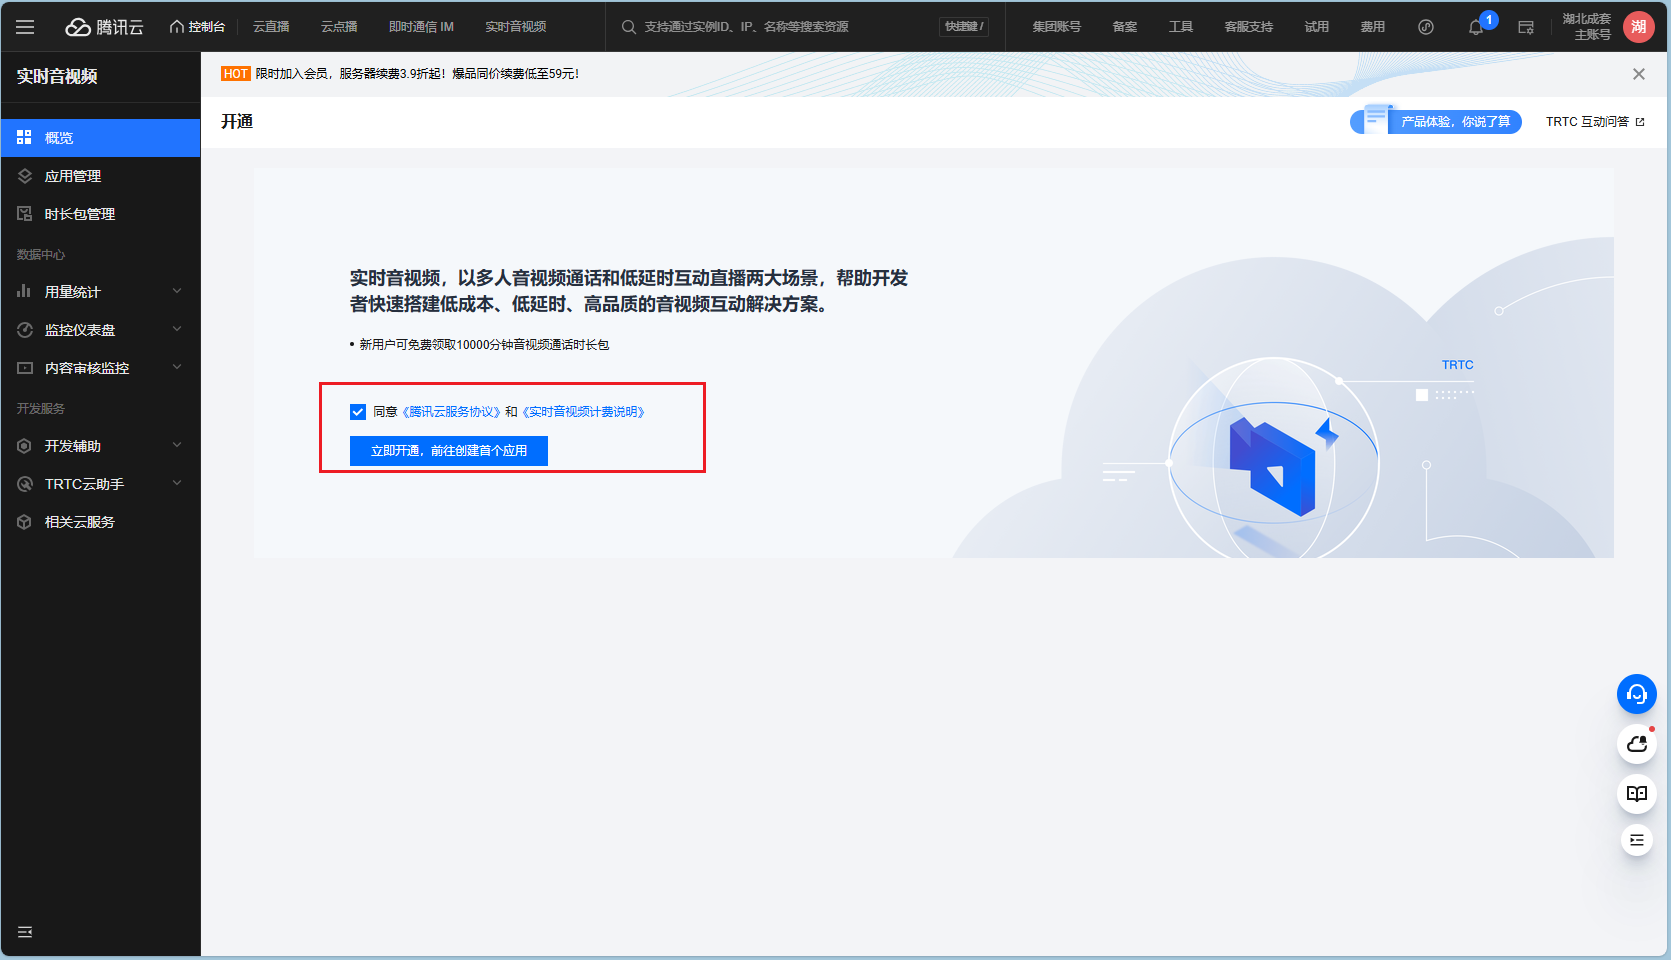 腾讯云
控制台
云直播
云点播
即时通信 IM
实时音视频
支持通过实例ID、IP、名称等搜索资源
快捷键 /
集团账号
备案
工具
客服支持
试用
费用
1
湖北成套
主账号
湖
实时音视频
HOT 限时加入会员，服务器续费3.9折起！爆品同价续费低至59元！
开通
产品体验，你说了算
TRTC 互动问答
概览
应用管理
时长包管理
数据中心
用量统计
监控仪表盘
内容审核监控
开发服务
开发辅助
TRTC云助手
相关云服务
实时音视频，以多人音视频通话和低延时互动直播两大场景，帮助开发
者快速搭建低成本、低延时、高品质的音视频互动解决方案。
• 新用户可免费领取10000分钟音视频通话时长包
同意《腾讯云服务协议》和《实时音视频计费说明》
立即开通，前往创建首个应用
TRTC